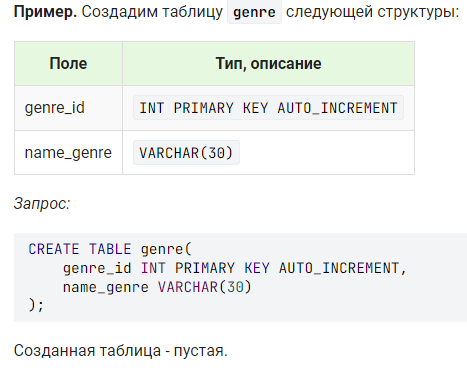 Пример. Создадим таблицу genre следующей структуры:
Поле Тип, описание
genre_id INT PRIMARY KEY AUTO_INCREMENT
name_genre VARCHAR(30)
Запрос:
CREATE TABLE genre(
    genre_id INT PRIMARY KEY AUTO_INCREMENT,
    name_genre VARCHAR(30)
);
Созданная таблица - пустая.